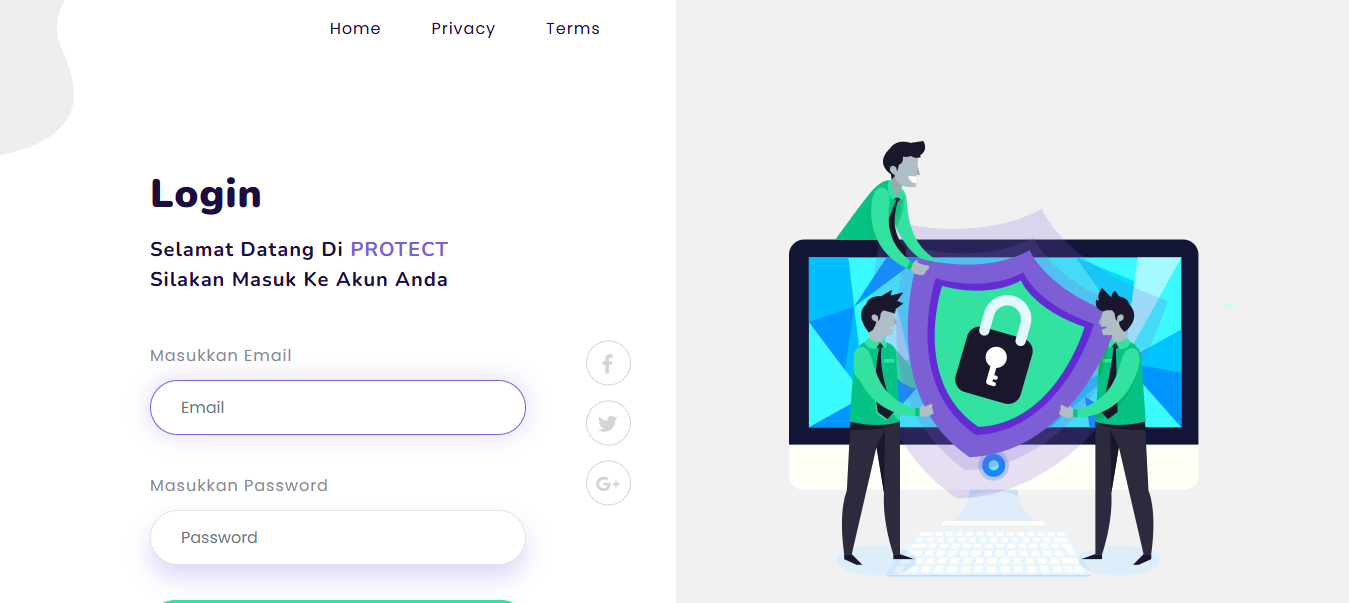 Home Privacy Terms
Login
Selamat Datang Di PROTECT
Silakan Masuk Ke Akun Anda
Masukkan Email
Email
Masukkan Password
Password